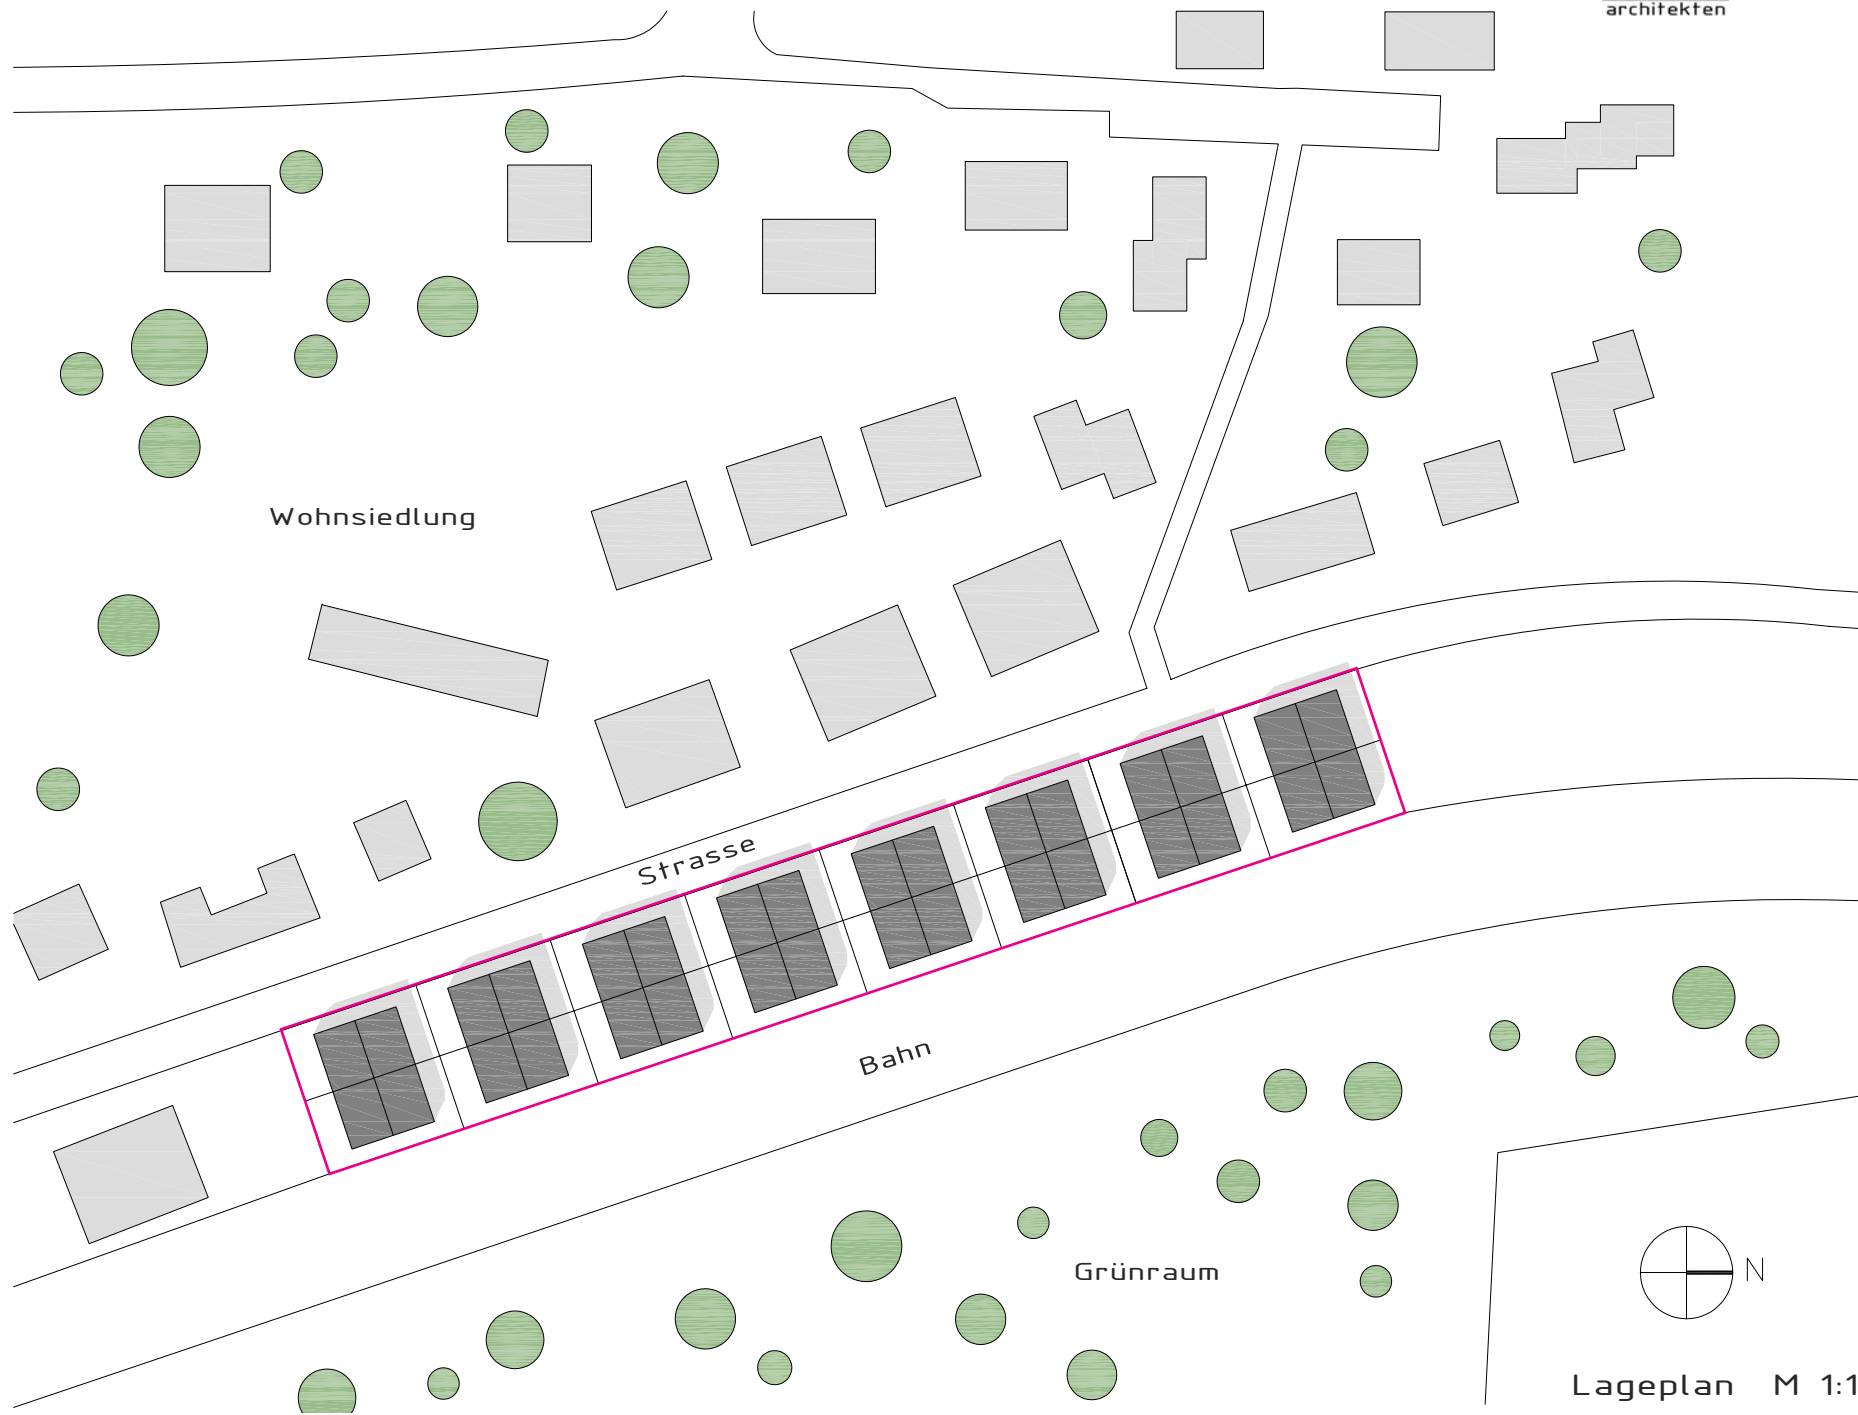 architekten
Wohnsiedlung
Strasse
Bahn
Grünraum
N
Lageplan M 1:1